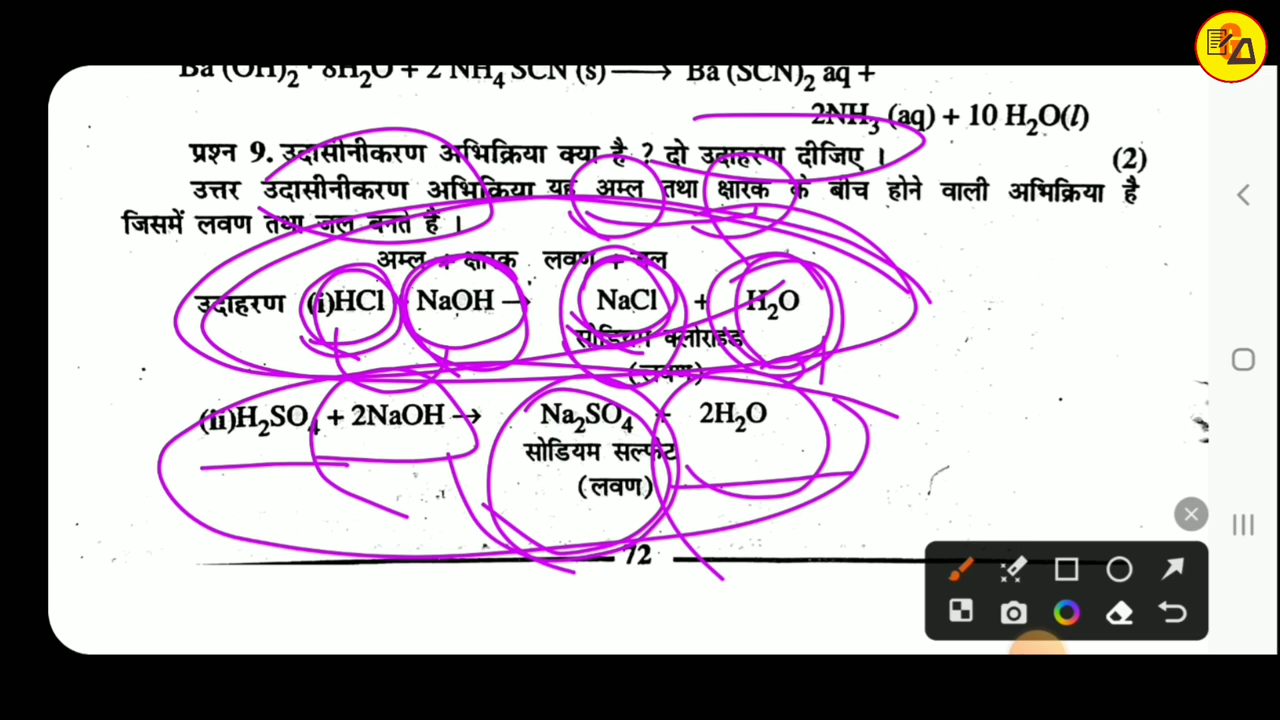 Ba (OH)₂ · 8H₂O + 2 NH₄ SCN (s) ⟶ Ba (SCN)₂ aq +
2NH₃ (aq) + 10 H₂O(l)
प्रश्न 9. उदासीनीकरण अभिक्रिया क्या है ? दो उदाहरण दीजिए । (2)
उत्तर उदासीनीकरण अभिक्रिया यह अम्ल तथा क्षारक के बीच होने वाली अभिक्रिया है
जिसमें लवण तथा जल बनते है ।
अम्ल + क्षारक लवण + जल
उदाहरण (i)HCl NaOH → NaCl + H₂O
सोडियम क्लोराइड
(लवण)
(ii)H₂SO₄ + 2NaOH → Na₂SO₄ + 2H₂O
सोडियम सल्फेट
(लवण)
72